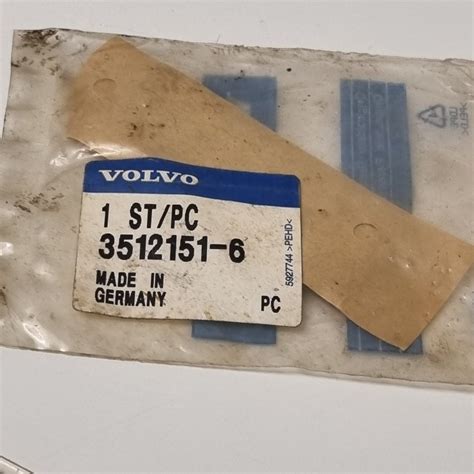 VOLVO
1 ST/PC
3512151-6
MADE IN
GERMANY
PC
5927744 >PEHD<